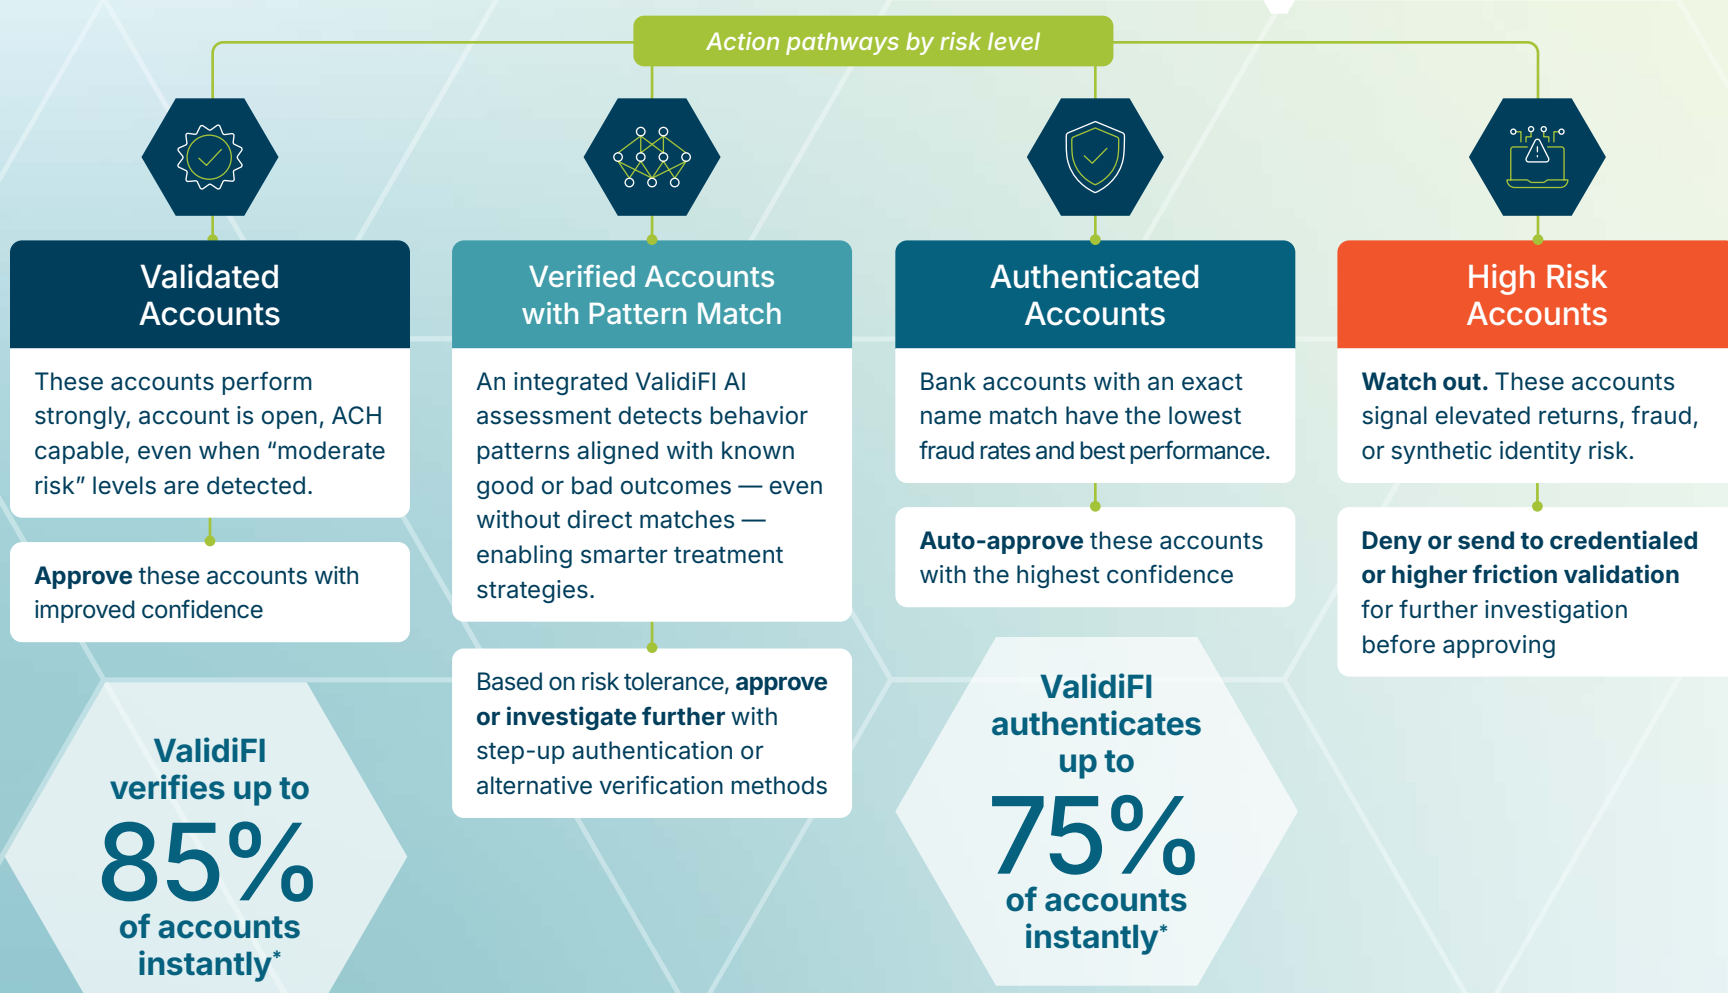 Action pathways by risk level
Validated
Accounts
These accounts perform
strongly, account is open, ACH
capable, even when “moderate
risk” levels are detected.
Approve these accounts with
improved confidence
ValidiFI
verifies up to
85%
of accounts
instantly*
Verified Accounts
with Pattern Match
An integrated ValidiFI AI
assessment detects behavior
patterns aligned with known
good or bad outcomes — even
without direct matches —
enabling smarter treatment
strategies.
Based on risk tolerance, approve
or investigate further with
step-up authentication or
alternative verification methods
Authenticated
Accounts
Bank accounts with an exact
name match have the lowest
fraud rates and best performance.
Auto-approve these accounts
with the highest confidence
ValidiFI
authenticates
up to
75%
of accounts
instantly*
High Risk
Accounts
Watch out. These accounts
signal elevated returns, fraud,
or synthetic identity risk.
Deny or send to credentialed
or higher friction validation
for further investigation
before approving